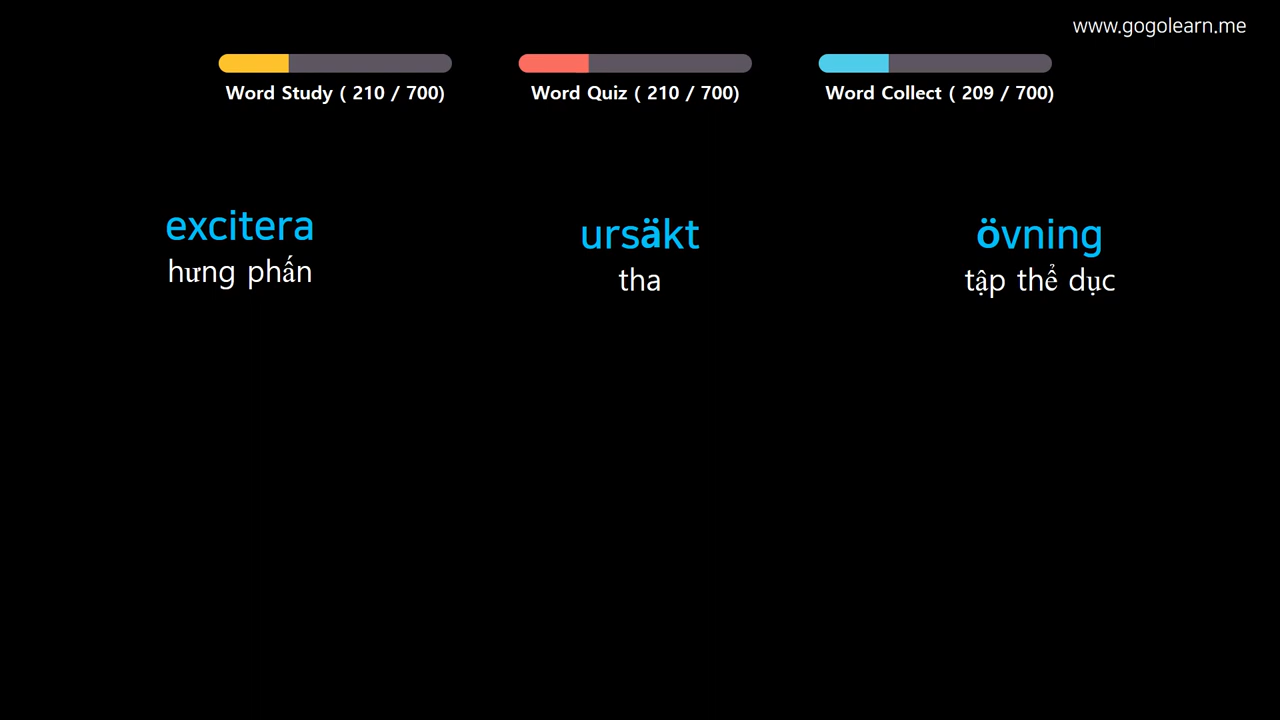 www.gogolearn.me
Word Study ( 210 / 700)
Word Quiz ( 210 / 700)
Word Collect ( 209 / 700)
excitera
hưng phấn
ursäkt
tha
övning
tập thể dục